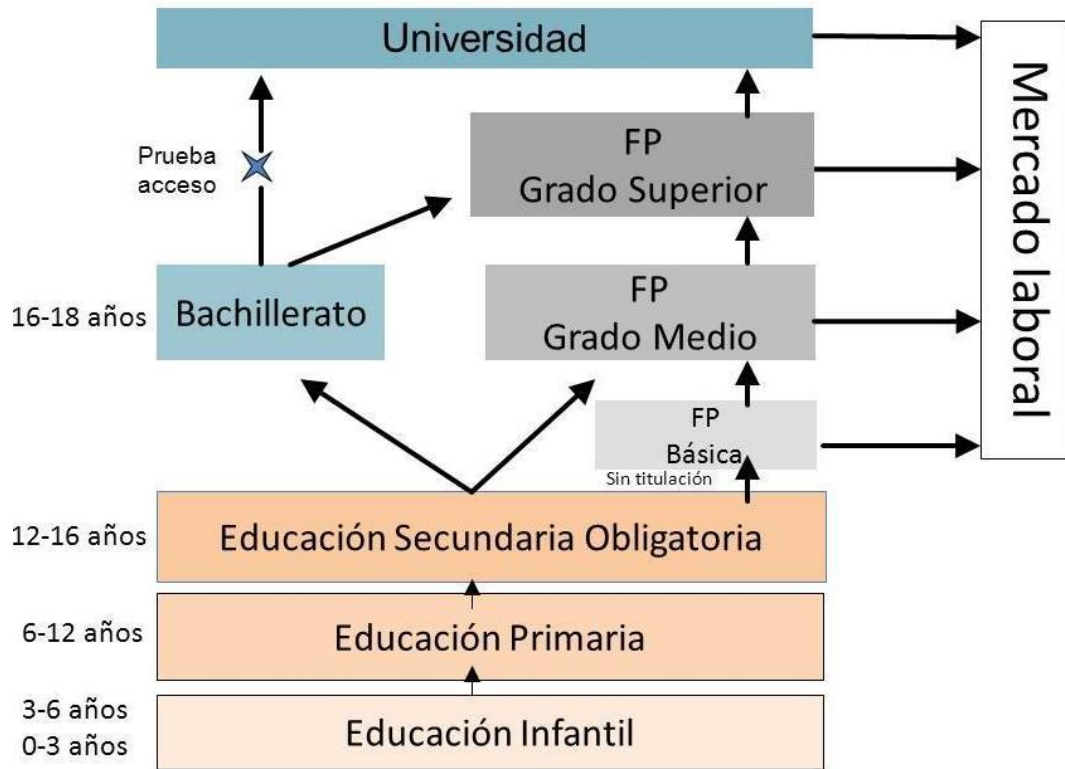 Universidad
Prueba
acceso
FP
Grado Superior
16-18 años
Bachillerato
FP
Grado Medio
FP
Básica
Sin titulación
12-16 años
Educación Secundaria Obligatoria
6-12 años
Educación Primaria
3-6 años
0-3 años
Educación Infantil
Mercado laboral